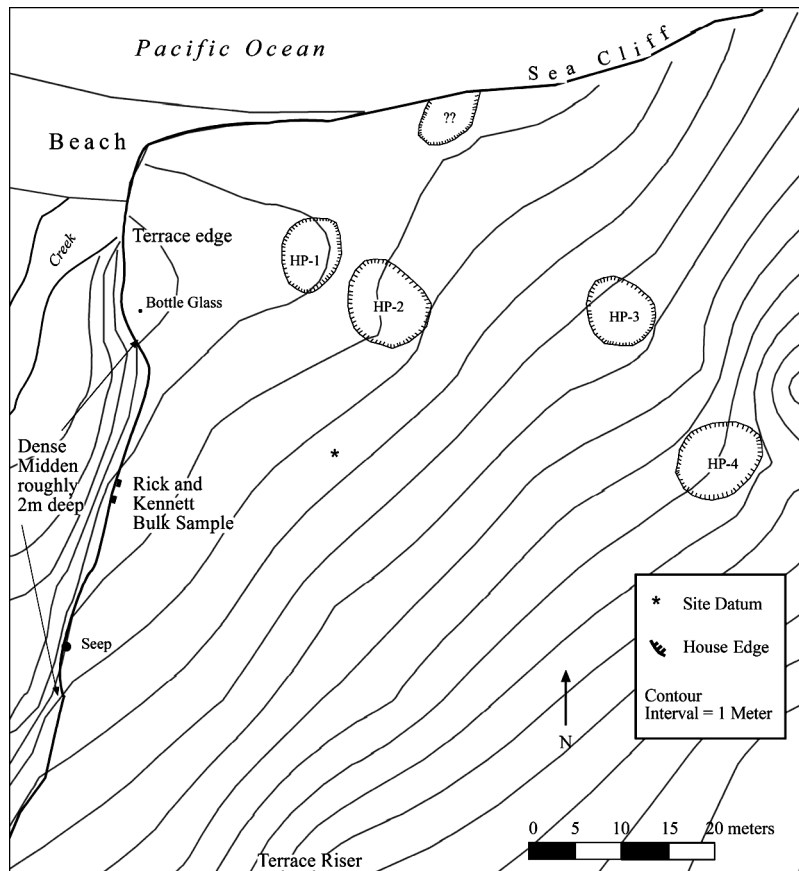 Pacific Ocean
Sea Cliff
??
Beach
Terrace edge
Creek
HP-1
Bottle Glass
HP-2
HP-3
Dense
Midden
roughly
2m deep
Rick and
Kennett
Bulk Sample
*
HP-4
Seep
* Site Datum
House Edge
Contour
Interval = 1 Meter
N
0 5 10 15 20 meters
Terrace Riser